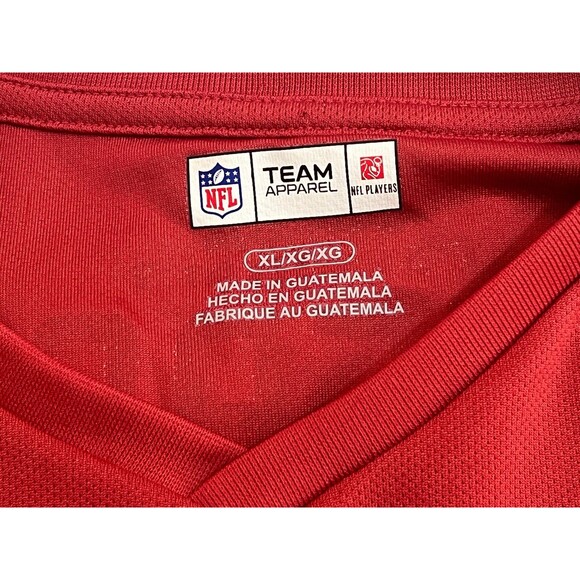 NFL
TEAM
APPAREL
NFL PLAYERS
XL/XG/XG
MADE IN GUATEMALA
HECHO EN GUATEMALA
FABRIQUE AU GUATEMALA